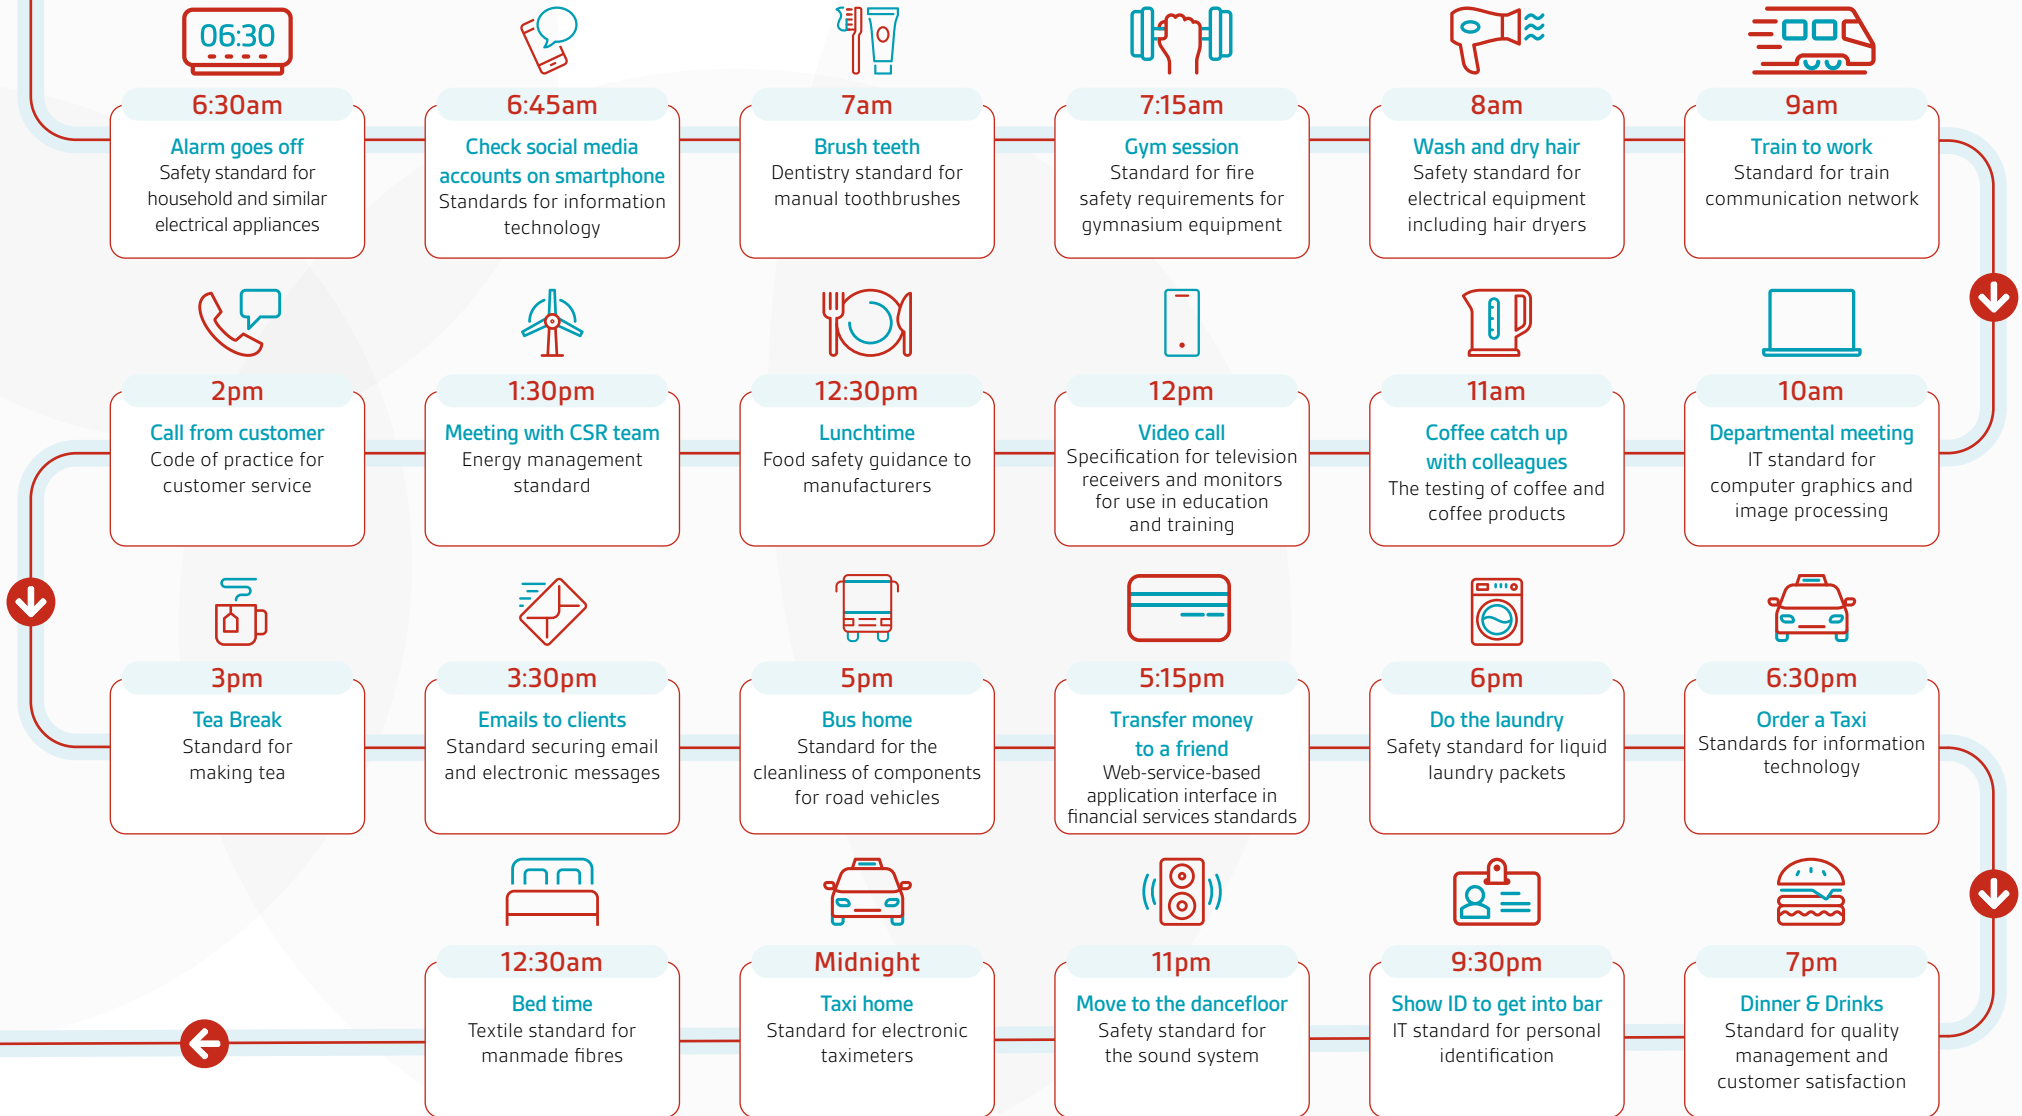 06:30
6:30am
Alarm goes off
Safety standard for
household and similar
electrical appliances
6:45am
Check social media
accounts on smartphone
Standards for information
technology
7am
Brush teeth
Dentistry standard for
manual toothbrushes
7:15am
Gym session
Standard for fire
safety requirements for
gymnasium equipment
8am
Wash and dry hair
Safety standard for
electrical equipment
including hair dryers
9am
Train to work
Standard for train
communication network
10am
Departmental meeting
IT standard for
computer graphics and
image processing
11am
Coffee catch up
with colleagues
The testing of coffee and
coffee products
12pm
Video call
Specification for television
receivers and monitors
for use in education
and training
12:30pm
Lunchtime
Food safety guidance to
manufacturers
1:30pm
Meeting with CSR team
Energy management
standard
2pm
Call from customer
Code of practice for
customer service
3pm
Tea Break
Standard for
making tea
3:30pm
Emails to clients
Standard securing email
and electronic messages
5pm
Bus home
Standard for the
cleanliness of components
for road vehicles
5:15pm
Transfer money
to a friend
Web-service-based
application interface in
financial services standards
6pm
Do the laundry
Safety standard for liquid
laundry packets
6:30pm
Order a Taxi
Standards for information
technology
7pm
Dinner & Drinks
Standard for quality
management and
customer satisfaction
9:30pm
Show ID to get into bar
IT standard for personal
identification
11pm
Move to the dancefloor
Safety standard for
the sound system
Midnight
Taxi home
Standard for electronic
taximeters
12:30am
Bed time
Textile standard for
manmade fibres